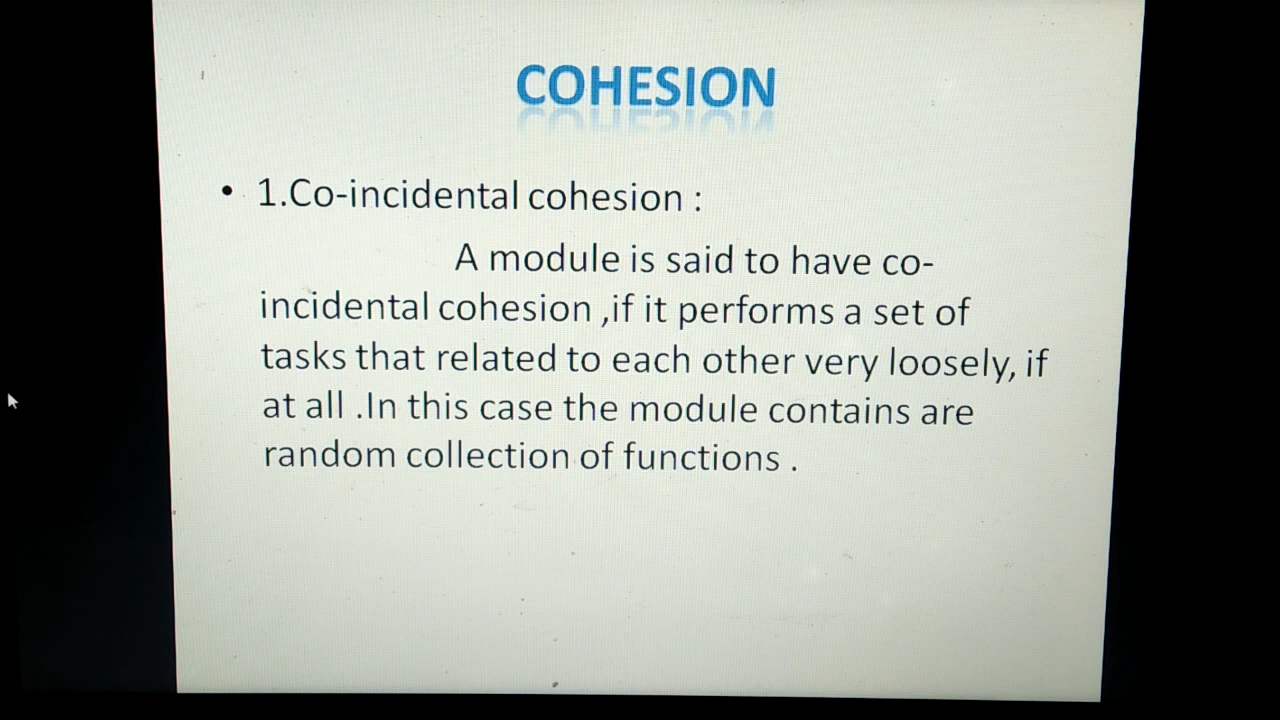 COHESION
• 1.Co-incidental cohesion :
A module is said to have co-
incidental cohesion ,if it performs a set of
tasks that related to each other very loosely, if
at all .In this case the module contains are
random collection of functions .